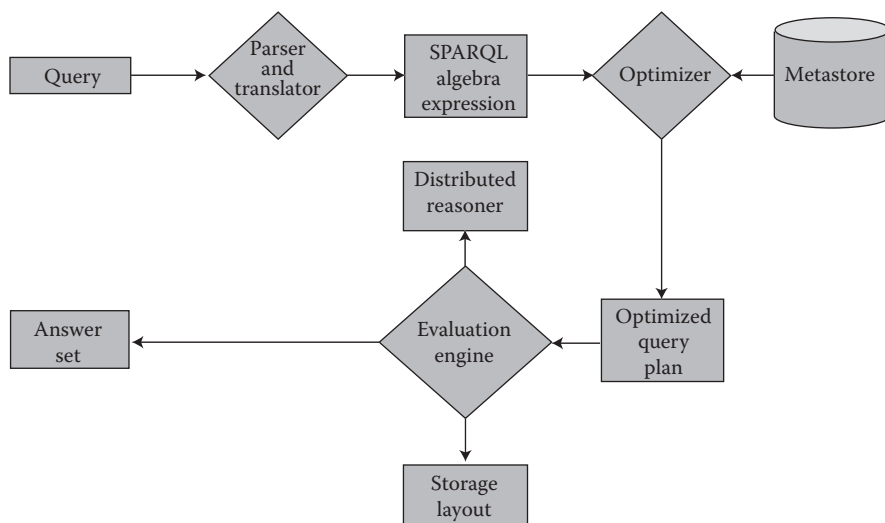 Query
Parser
and
translator
SPARQL
algebra
expression
Optimizer
Metastore
Distributed
reasoner
Answer
set
Evaluation
engine
Optimized
query
plan
Storage
layout